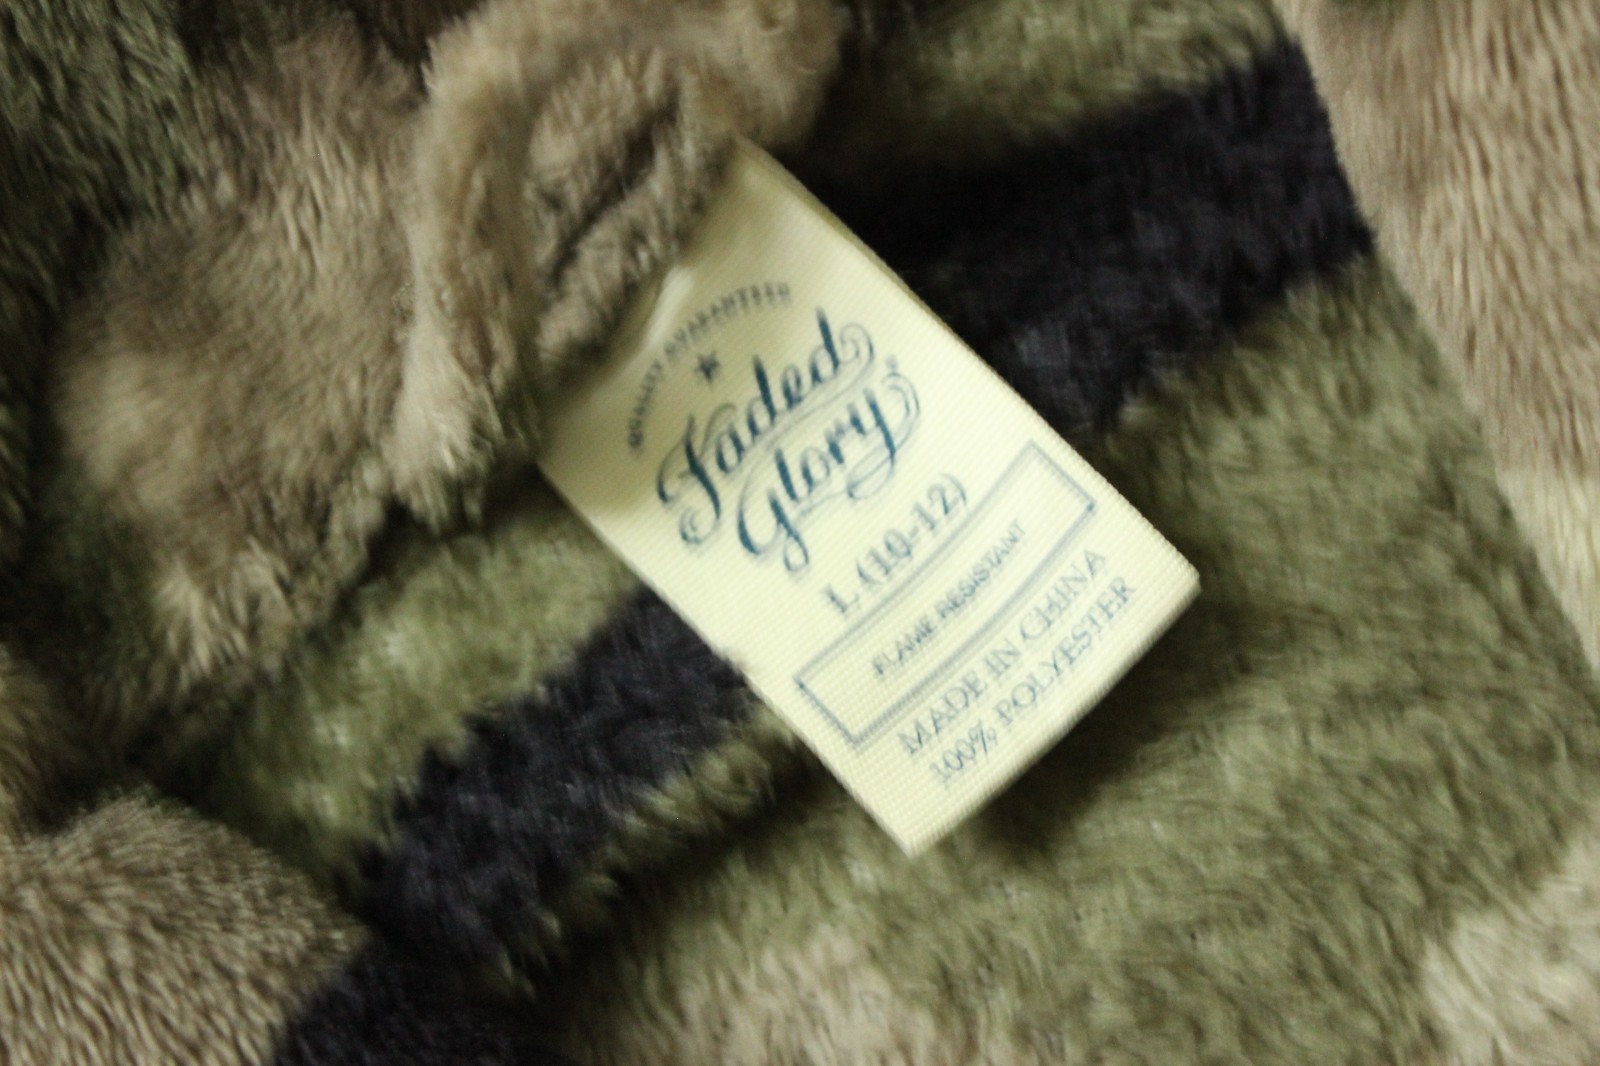 QUALITY GUARANTEED
Faded
Glory®
L (10-12)
FLAME RESISTANT
MADE IN CHINA
100% POLYESTER